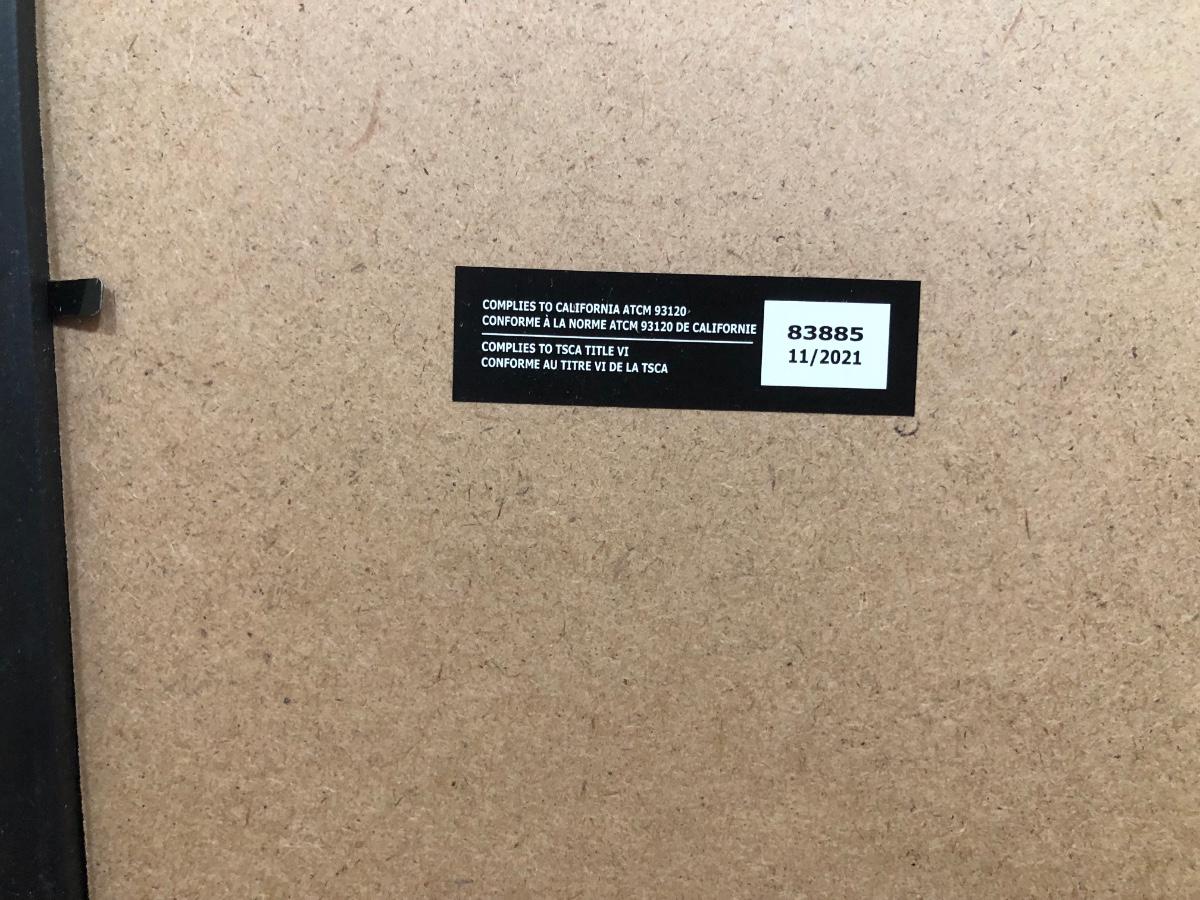 COMPLIES TO CALIFORNIA ATCM 93120
CONFORME À LA NORME ATCM 93120 DE CALIFORNIE
COMPLIES TO TSCA TITLE VI
CONFORME AU TITRE VI DE LA TSCA
83885
11/2021